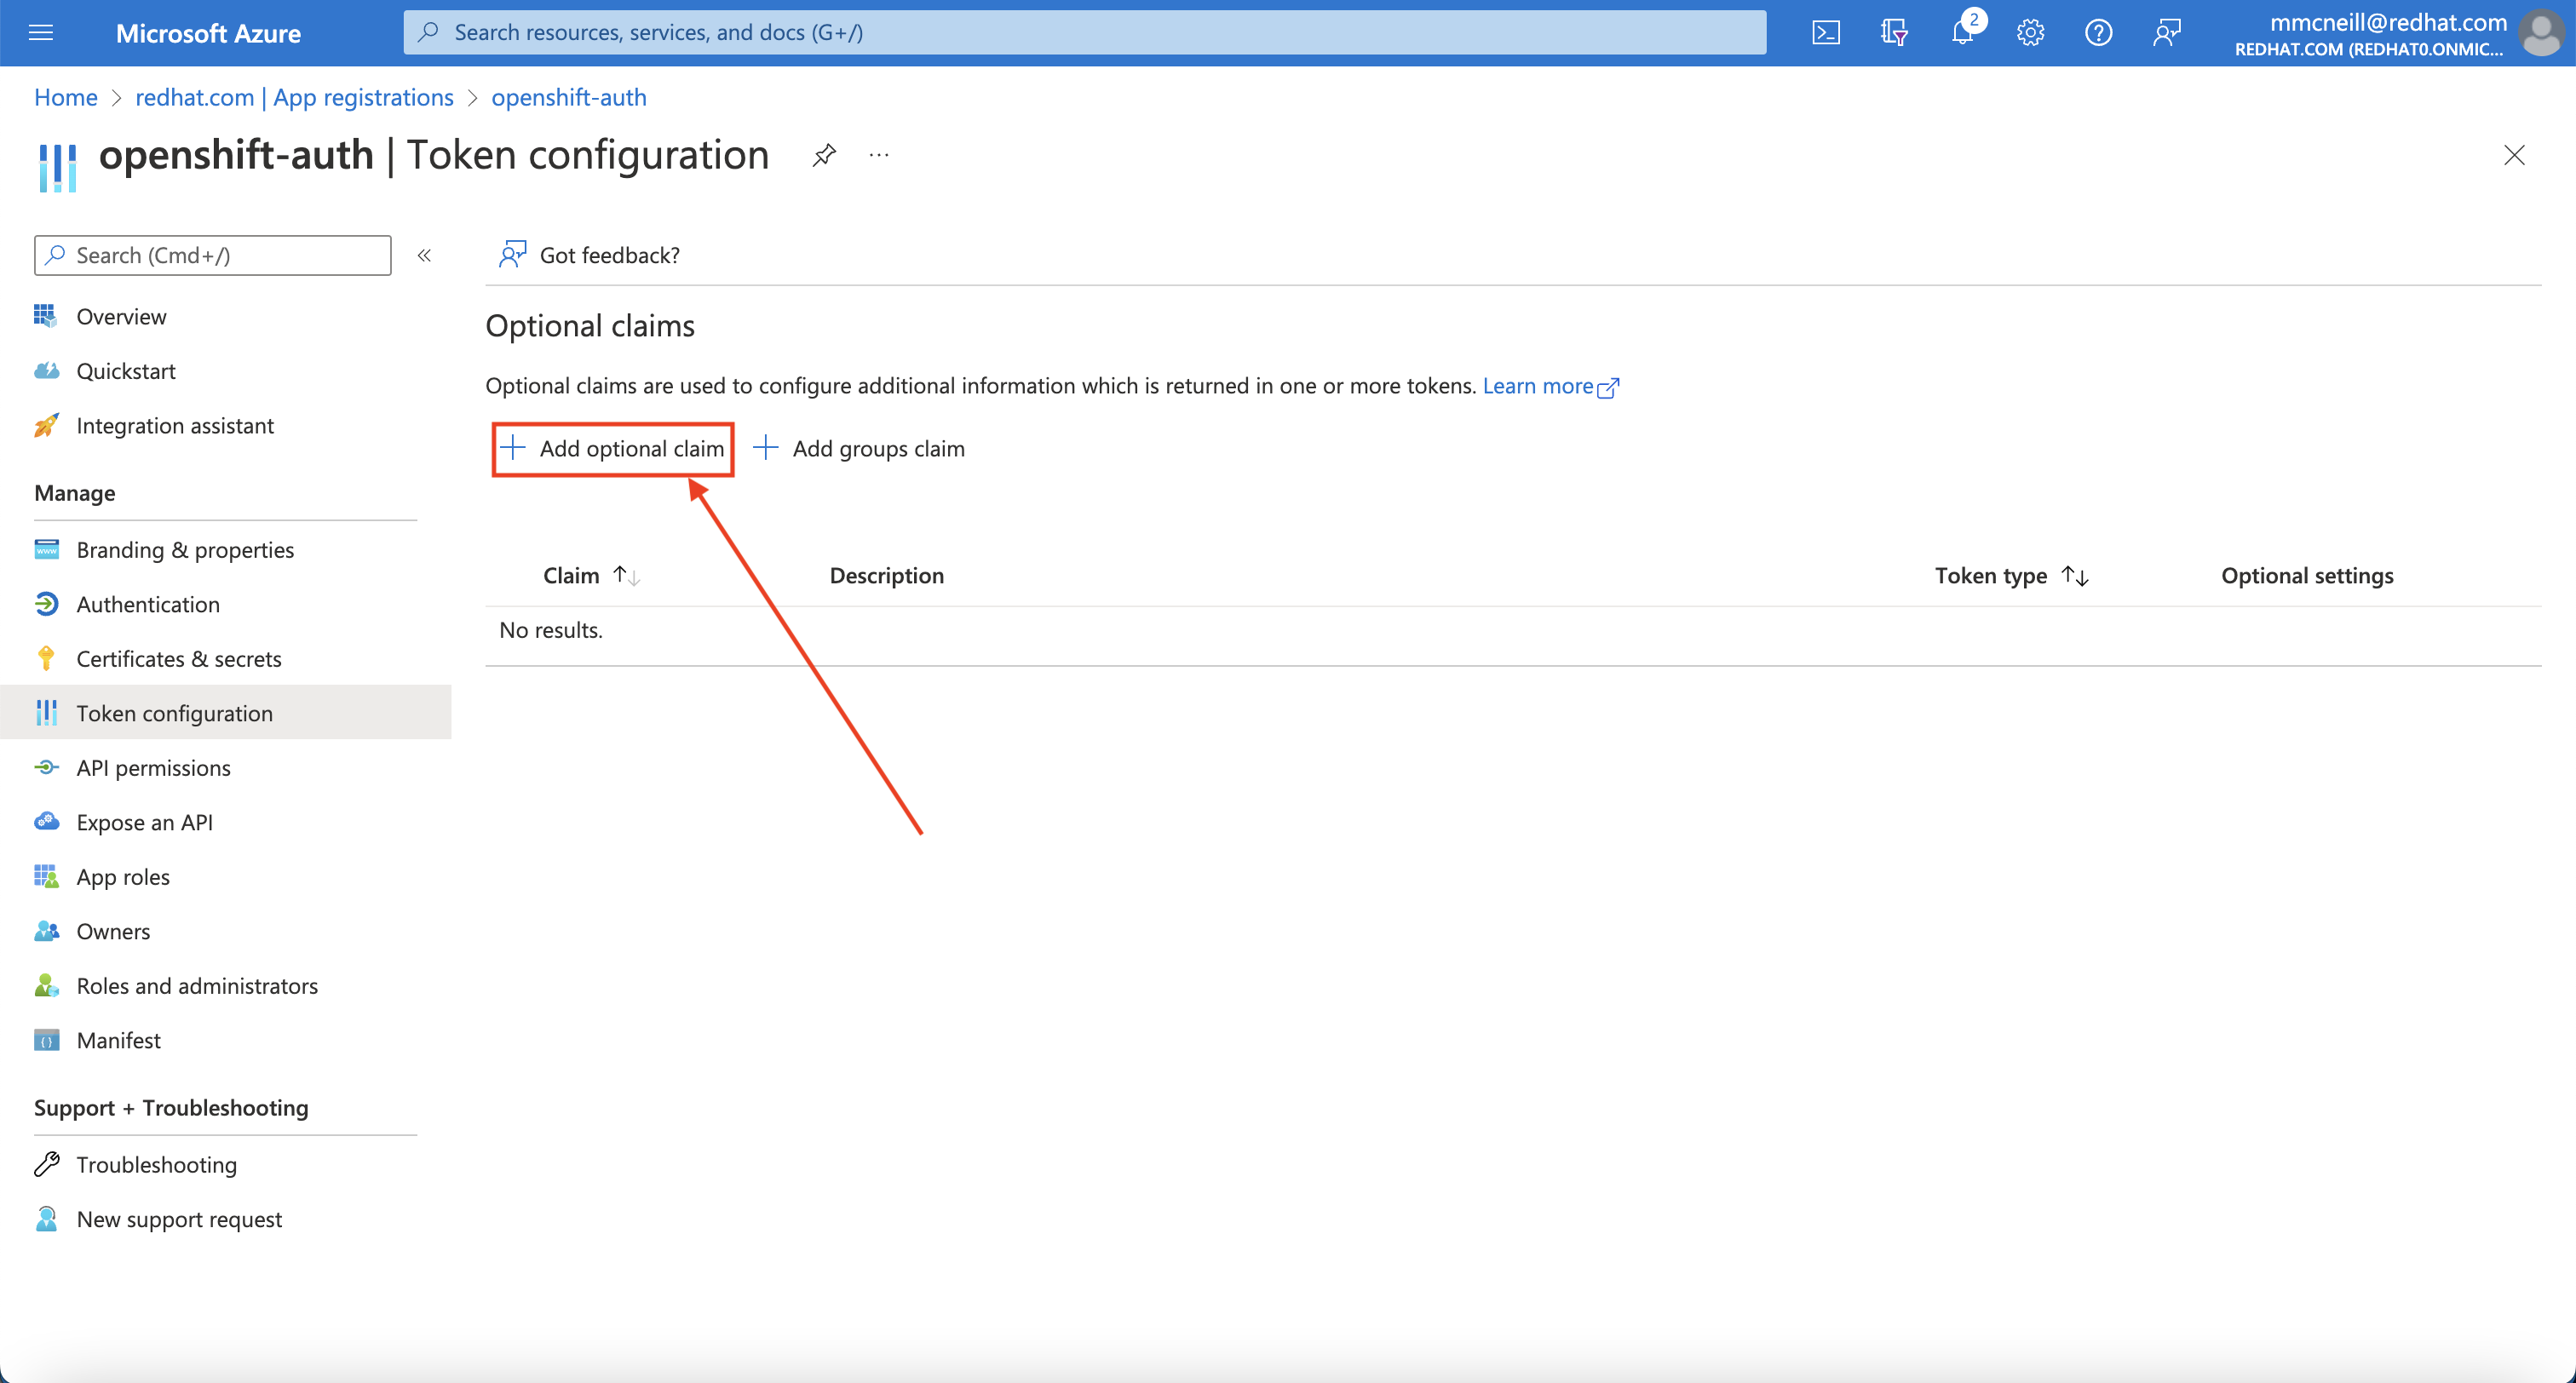 Microsoft Azure
Search resources, services, and docs (G+/)
2
mmcneill@redhat.com
REDHAT.COM (REDHAT0.ONMIC...
Home > redhat.com | App registrations > openshift-auth
openshift-auth | Token configuration ...
Search (Cmd+/)
«
Got feedback?
Overview
Quickstart
Integration assistant
Manage
Branding & properties
Authentication
Certificates & secrets
Token configuration
API permissions
Expose an API
App roles
Owners
Roles and administrators
Manifest
Support + Troubleshooting
Troubleshooting
New support request
Optional claims
Optional claims are used to configure additional information which is returned in one or more tokens. Learn more
+ Add optional claim + Add groups claim
Claim ↑↓ Description Token type ↑↓ Optional settings
No results.